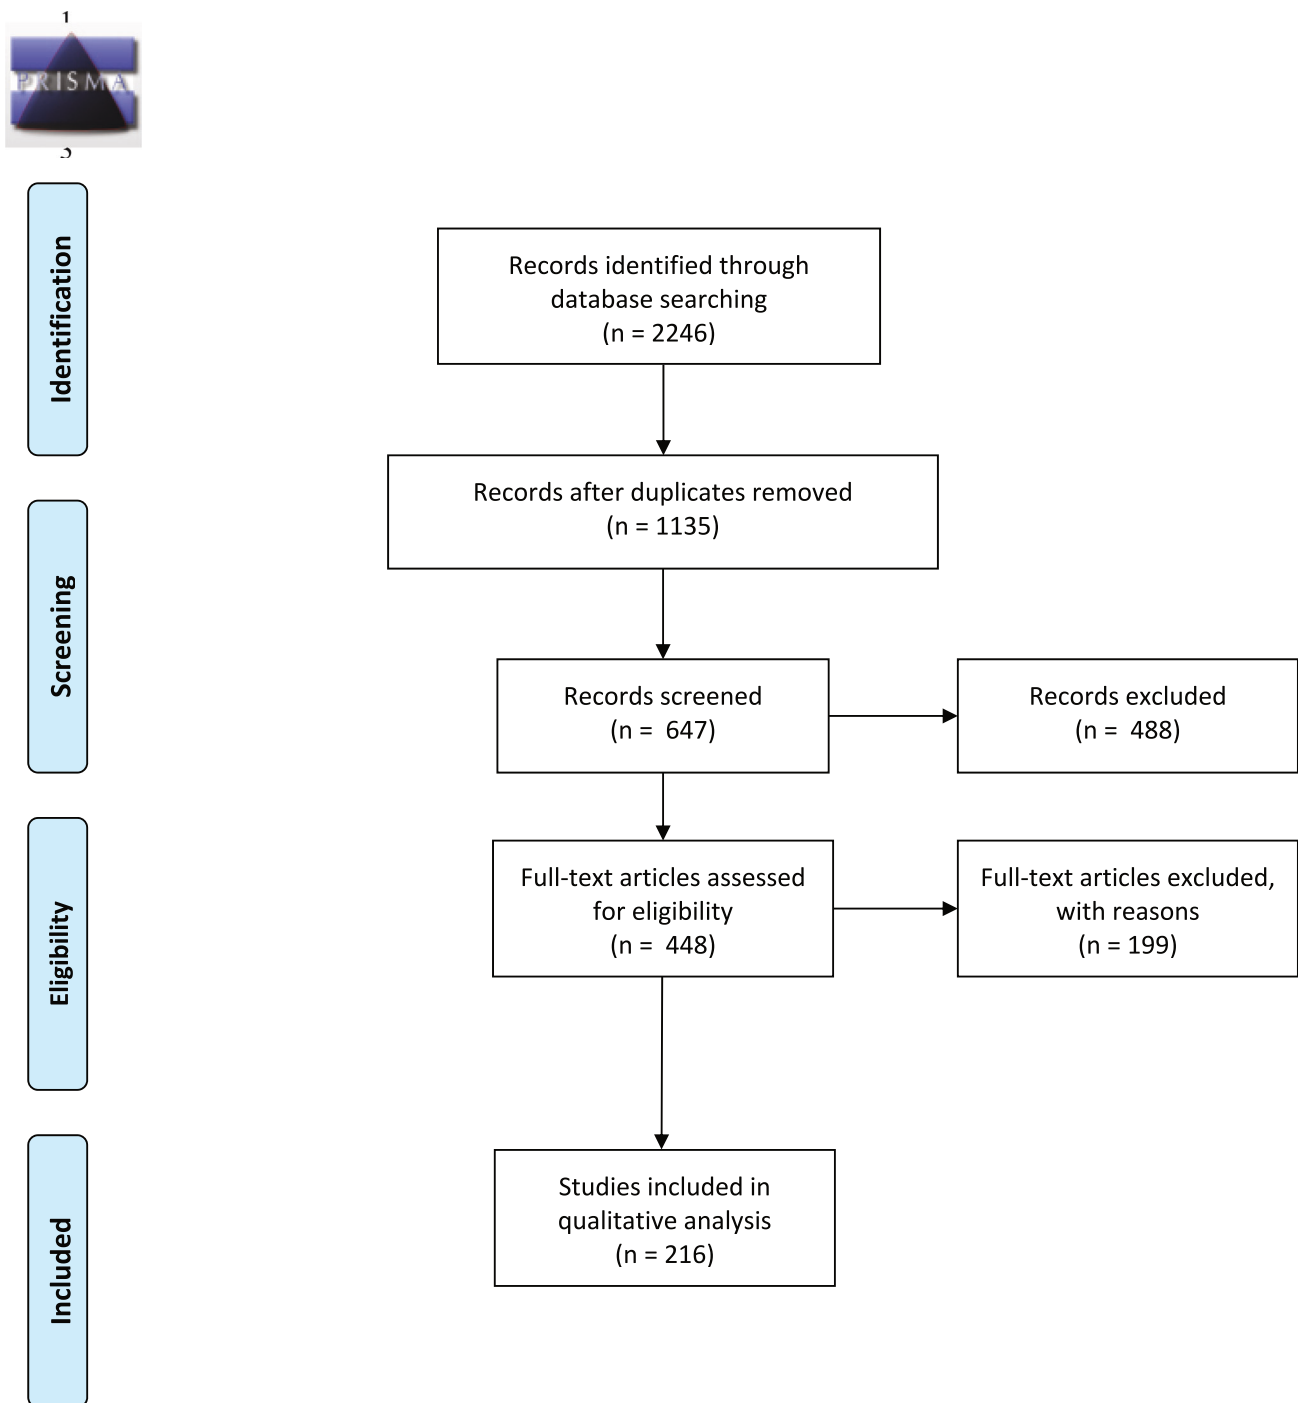 1
PRISMA
Identification
Records identified through
database searching
(n = 2246)
Records after duplicates removed
(n = 1135)
Screening
Records screened
(n = 647)
Records excluded
(n = 488)
Eligibility
Full-text articles assessed
for eligibility
(n = 448)
Full-text articles excluded,
with reasons
(n = 199)
Included
Studies included in
qualitative analysis
(n = 216)